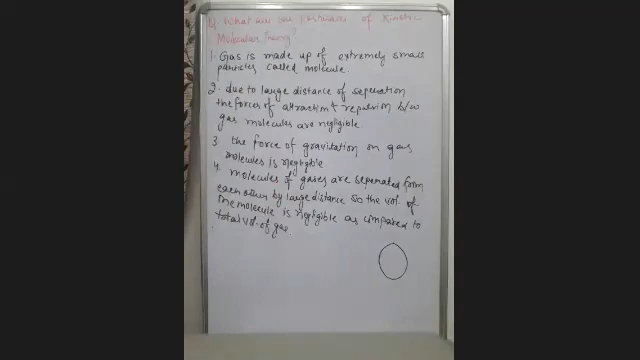 Q What are the Postulates of Kinetic
Molecular Theory?
1. Gas is made up of extremely small
particles called molecule.
2. due to large distance of seperation
the forces of attraction & repulsion b/w
gas molecules are negligible
3 the force of gravitation on gas
molecules is negligible
4. molecules of gases are seperated from
each other by large distance so the vol. of
the molecule is negligible as compared to
total vol. of gas